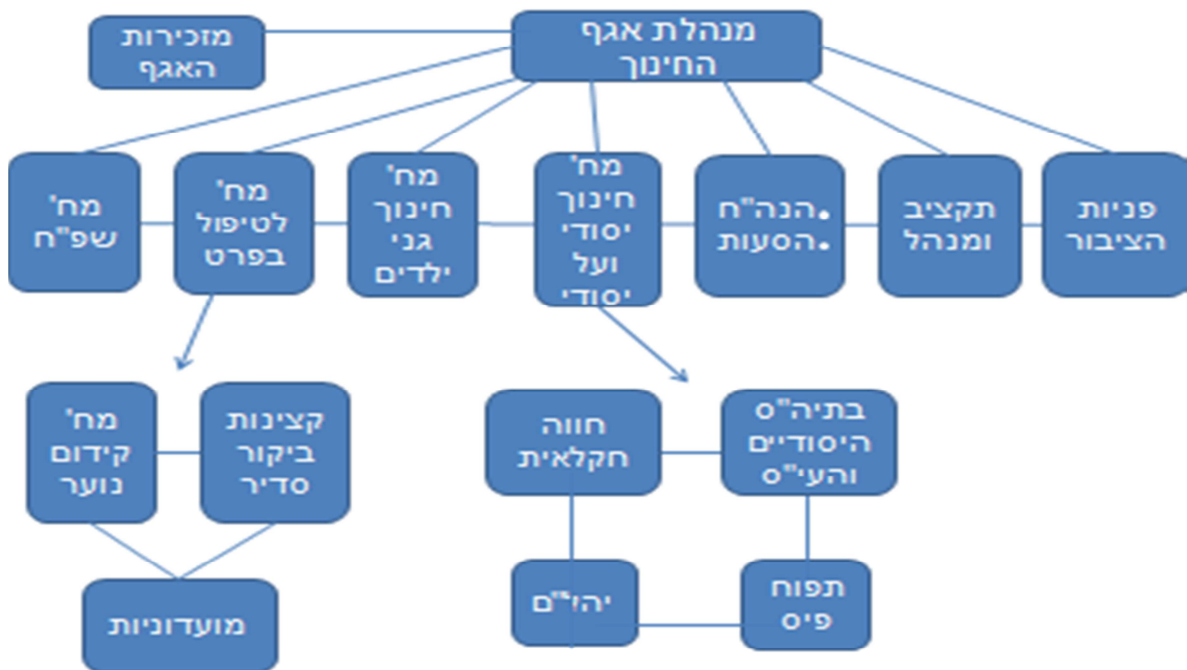 מנהלת אגף
החינוך
מזכירות
האגף
פניות
הציבור
תקציב
ומנהל
•הנה"ח
•הסעות
מח'
חינוך
יסודי
ועל
יסודי
מח'
חינוך
גני
ילדים
מח'
לטיפול
בפרט
מח'
שפ"ח
בתיה"ס
היסודיים
והעי"ס
חווה
חקלאית
קצינות
ביקור
סדיר
מח'
קידום
נוער
תפוח
פיס
מועדוניות